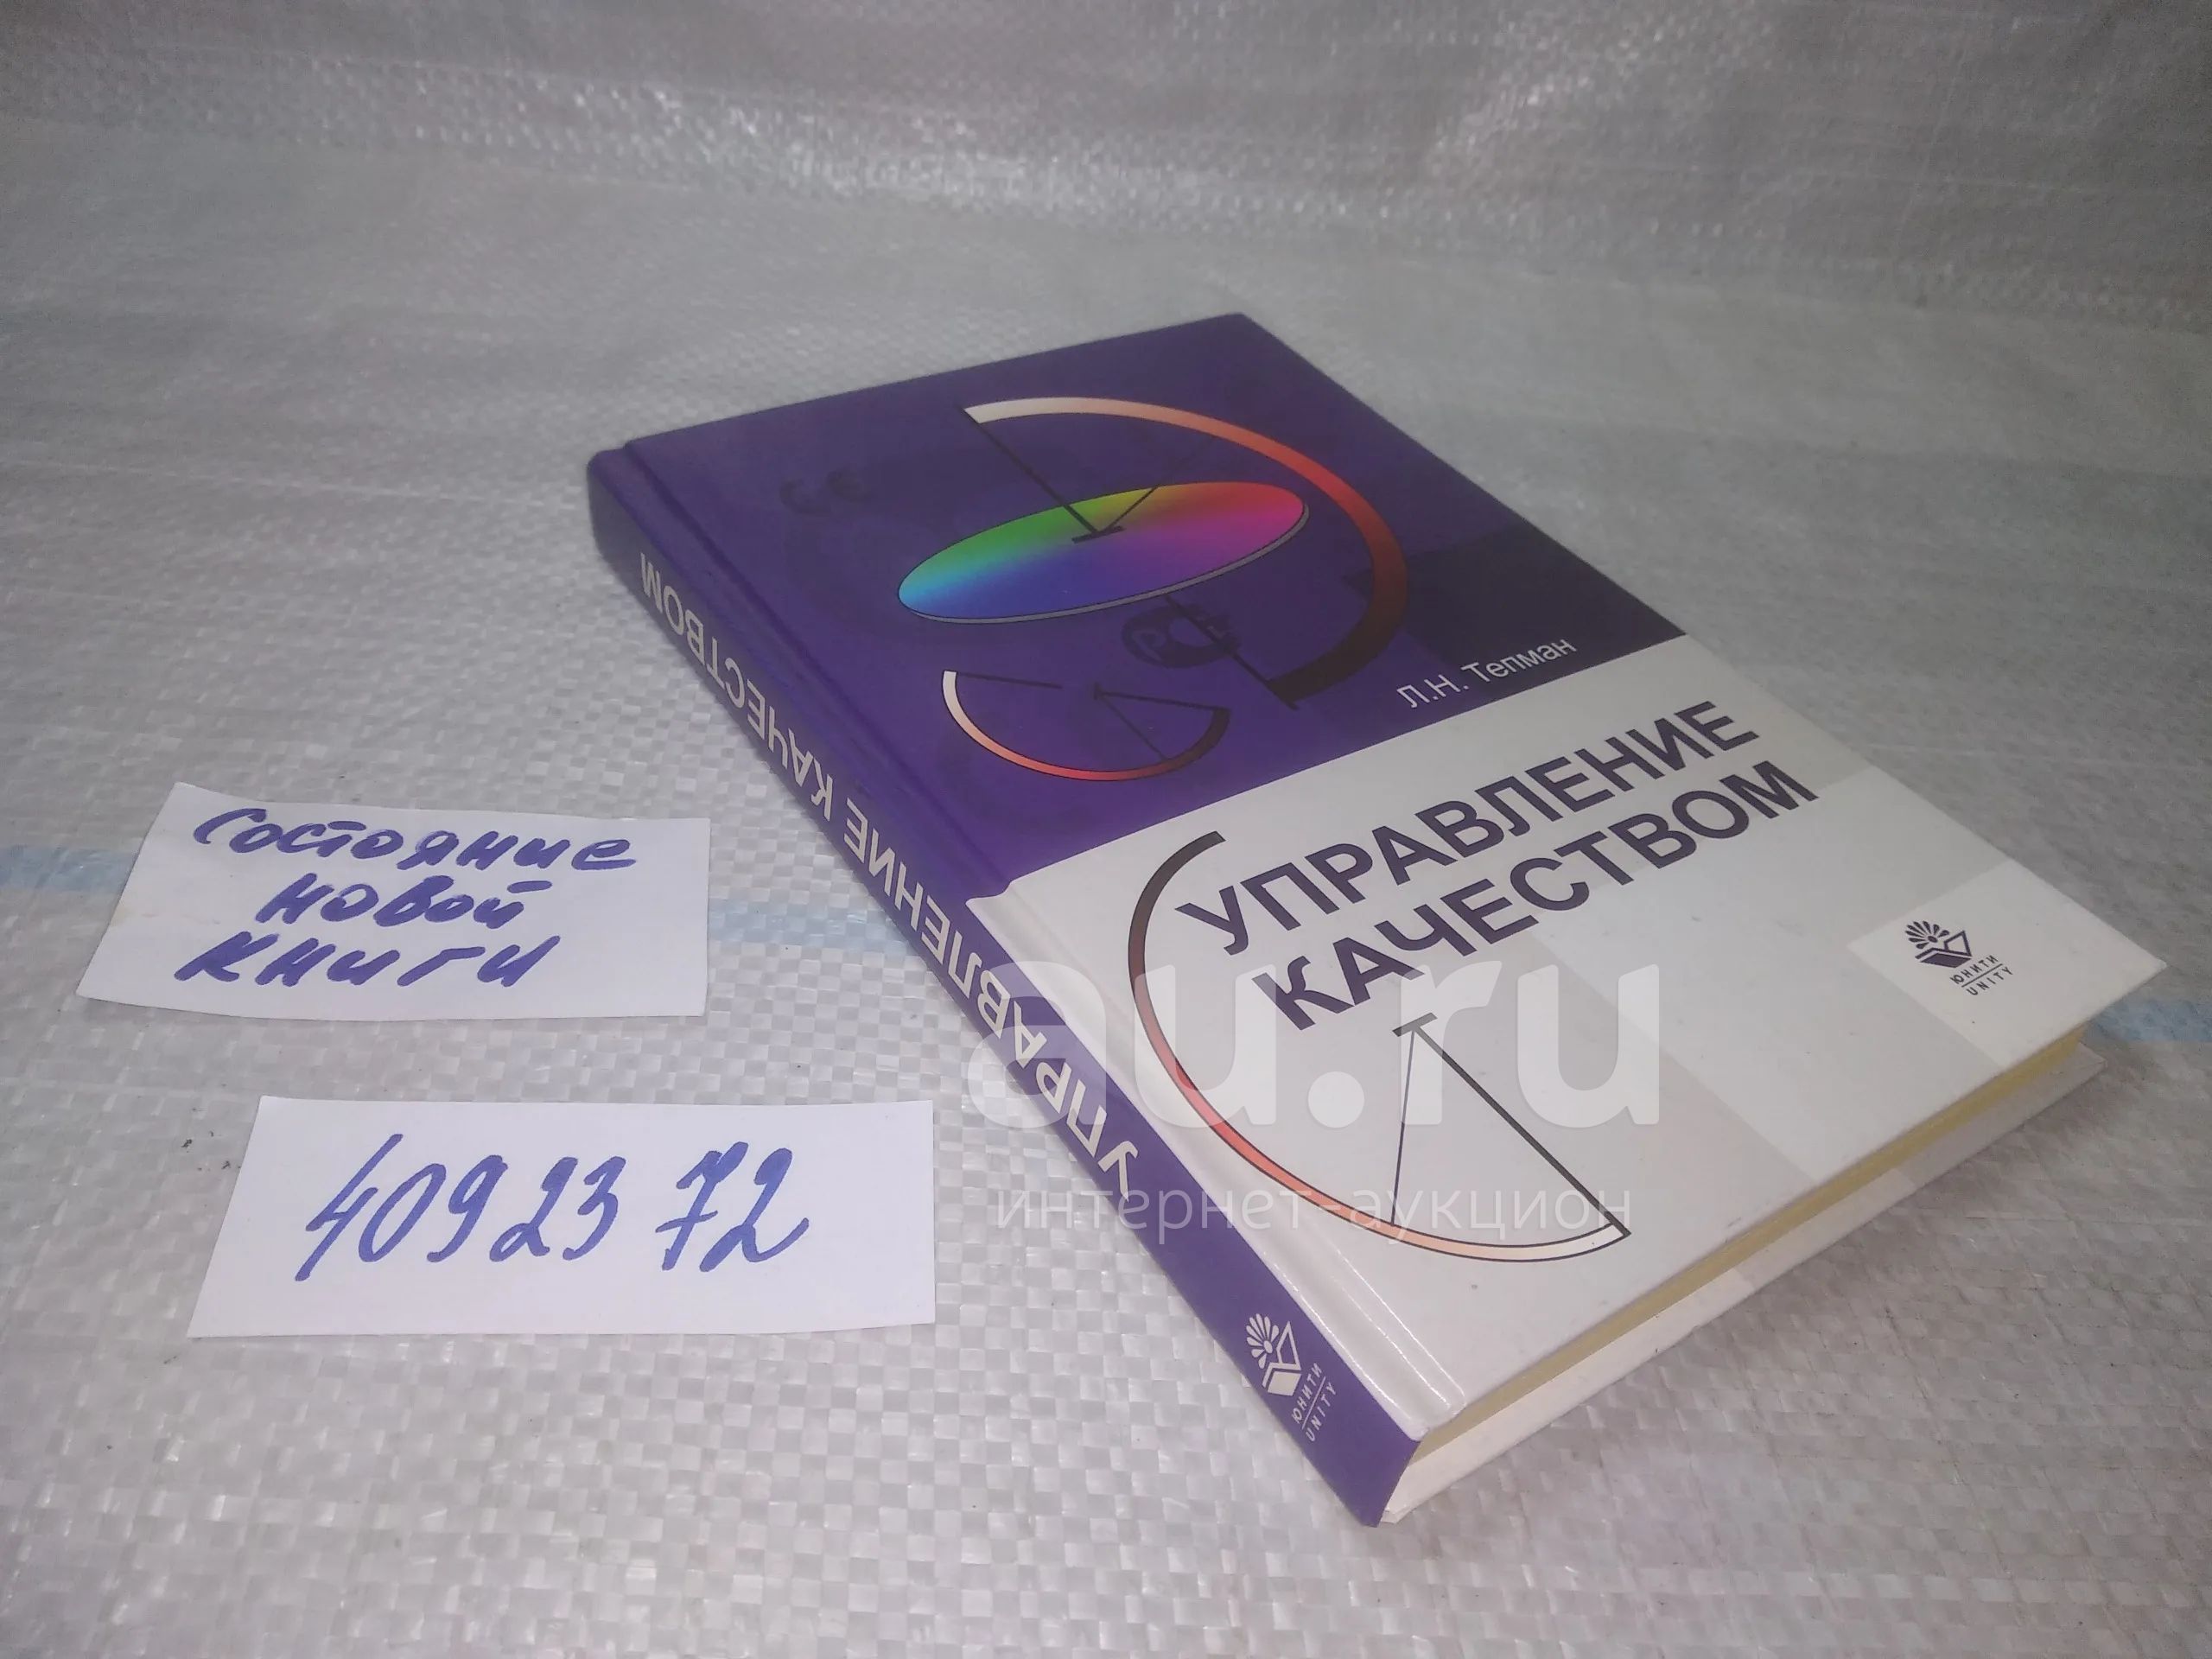 Л.Н. Тепман
УПРАВЛЕНИЕ
КАЧЕСТВОМ
ЮНИТИ
UNITY
УПРАВЛЕНИЕ КАЧЕСТВОМ
ЮНИТИ
UNITY
Состояние
новой
книги
4092372
au.ru
интернет-аукцион